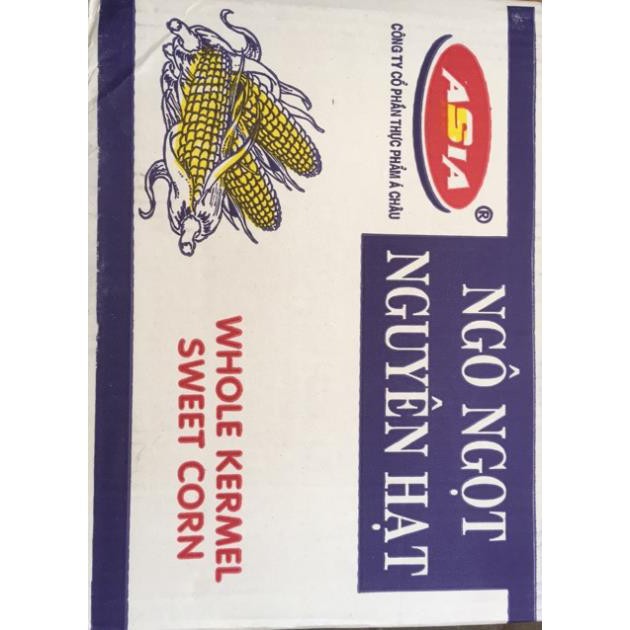 ASIA ®
CÔNG TY CỔ PHẦN THỰC PHẨM Á CHÂU
NGÔ NGỌT
NGUYÊN HẠT
WHOLE KERMEL
SWEET CORN